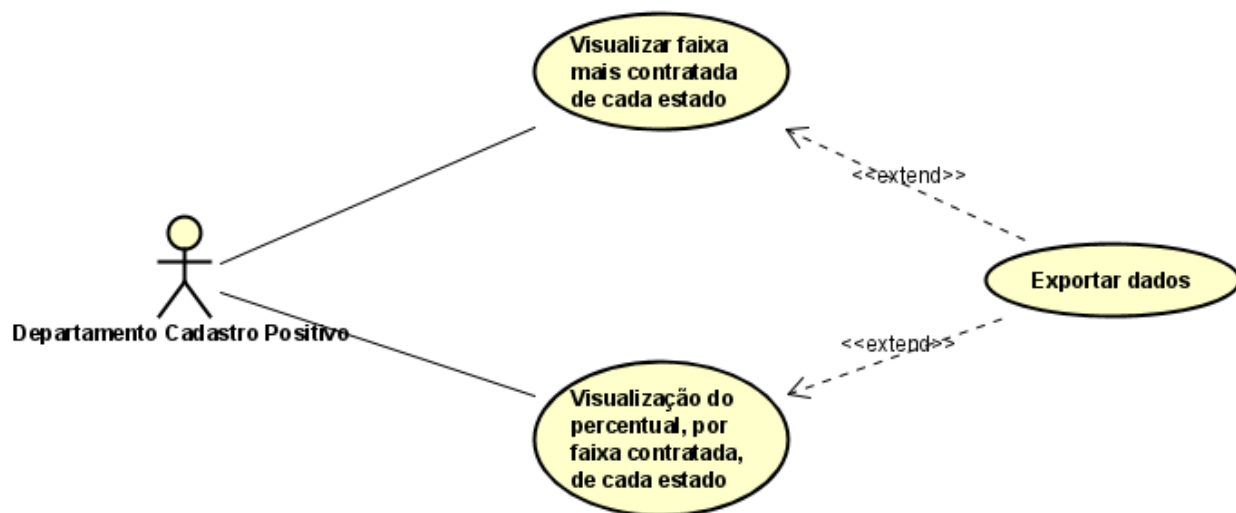 Visualizar faixa
mais contratada
de cada estado
<<extend>>
Exportar dados
Departamento Cadastro Positivo
<<extend>>
Visualização do
percentual, por
faixa contratada,
de cada estado